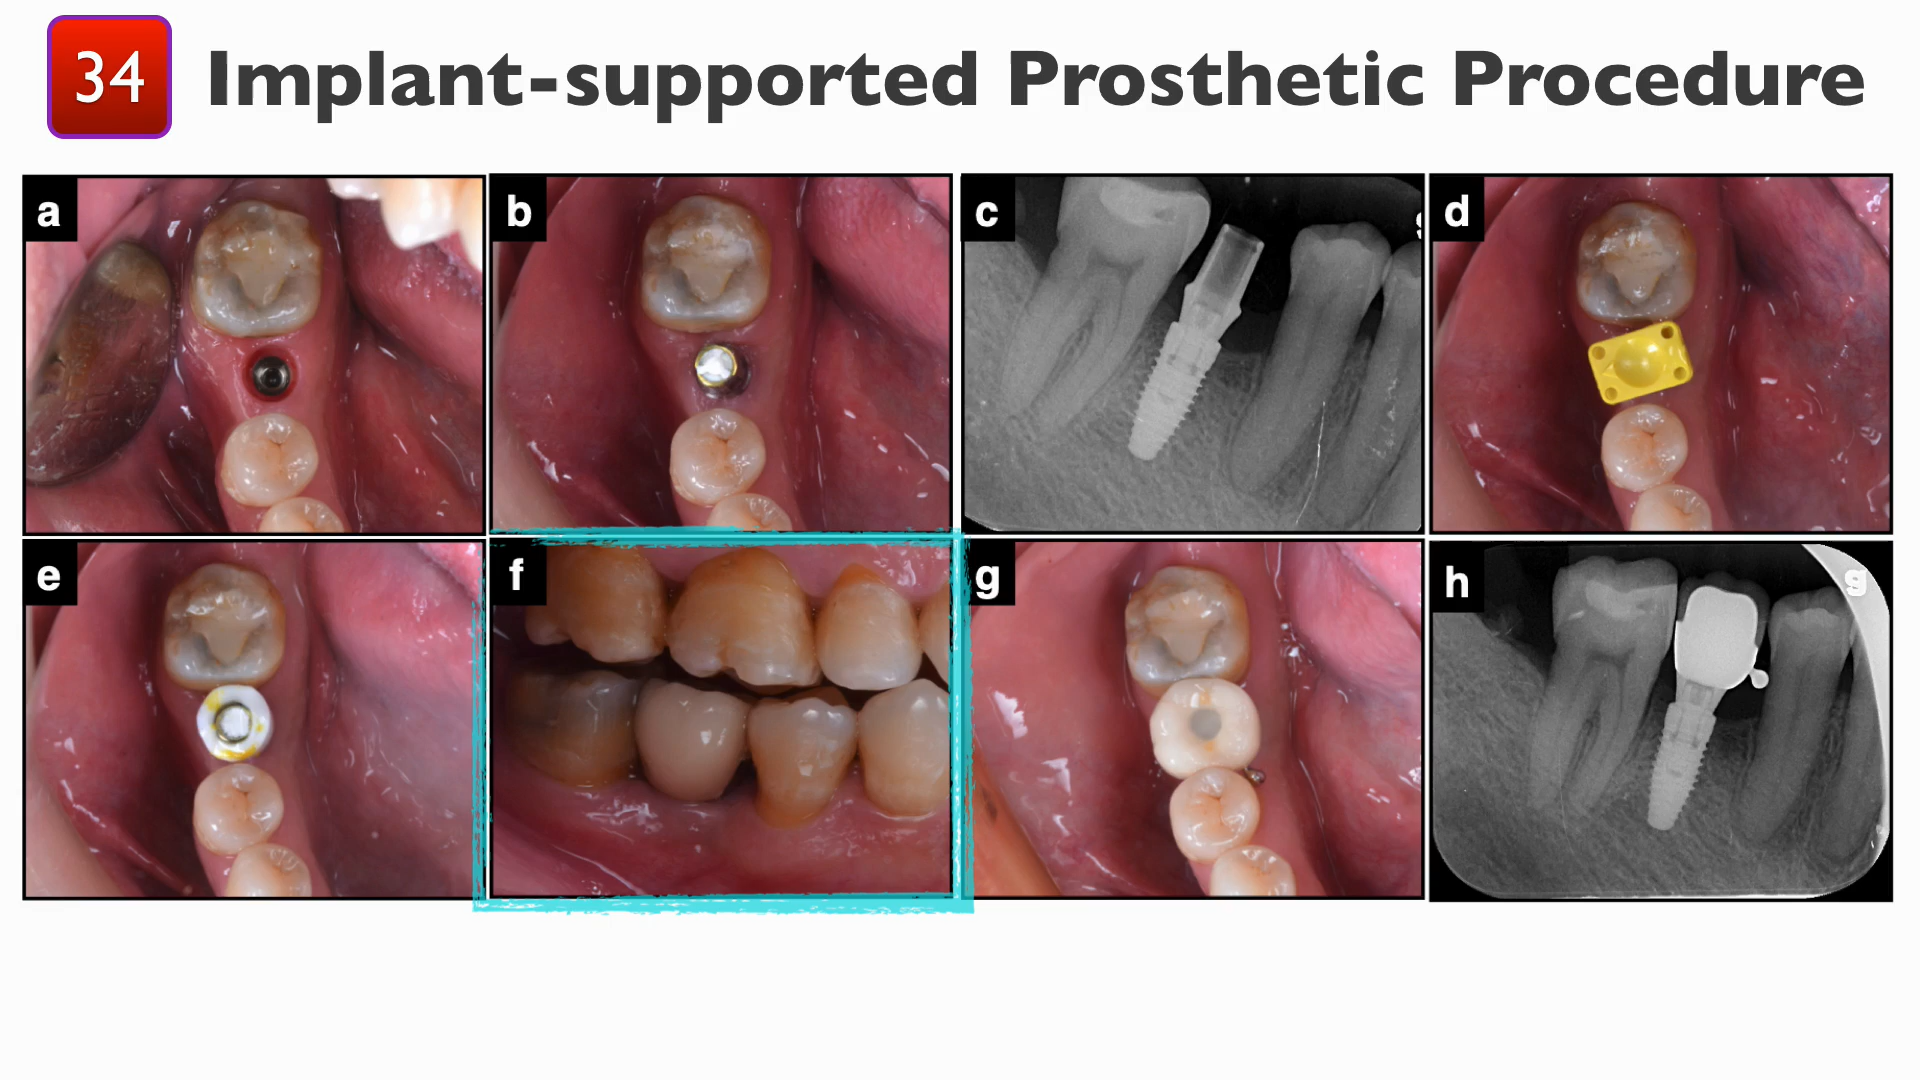 34 Implant-supported Prosthetic Procedure
a b c d
e f g h
g